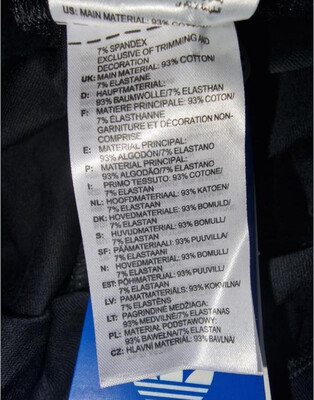 US: MAIN MATERIAL: 93% COTTON/
7% SPANDEX
EXCLUSIVE OF TRIMMING AND
DECORATION
UK: MAIN MATERIAL: 93% COTTON/
7% ELASTANE
D: HAUPTMATERIAL:
93% BAUMWOLLE/7% ELASTHAN
F: MATIERE PRINCIPALE: 93% COTON/
7% ÉLASTHANNE
GARNITURE ET DÉCORATION NON-
COMPRISE
E: MATERIAL PRINCIPAL:
93% ALGODÓN/7% ELASTANO
P: MATERIAL PRINCIPAL:
93% ALGODÃO/7% ELASTANO
I: PRIMO TESSUTO: 93% COTONE/
7% ELASTAN
NL: HOOFDMATERIAAL: 93% KATOEN/
7% ELASTAAN
DK: HOVEDMATERIALE: 93% BOMULD/
7% ELASTAN
S: HUVUDMATERIAL: 93% BOMULL/
7% ELASTAN
SF: PÄÄMATERIAALI: 93% PUUVILLA/
7% ELASTAANI
N: HOVEDMATERIALE: 93% BOMULL/
7% ELASTAN
EST: PÕHIMATERJAL: 93% PUUVILL/
7% ELASTAAN
LV: PAMATMATERIĀLS: 93% KOKVILNA/
7% ELASTĒNS
LT: PAGRINDINĖ MEDŽIAGA:
93% MEDVILNĖ/7% ELASTANAS
PL: MATERIAŁ PODSTAWOWY:
93% BAWEŁNA/7% ELASTAN
CZ: HLAVNÍ MATERIÁL: 93% BAVLNA/